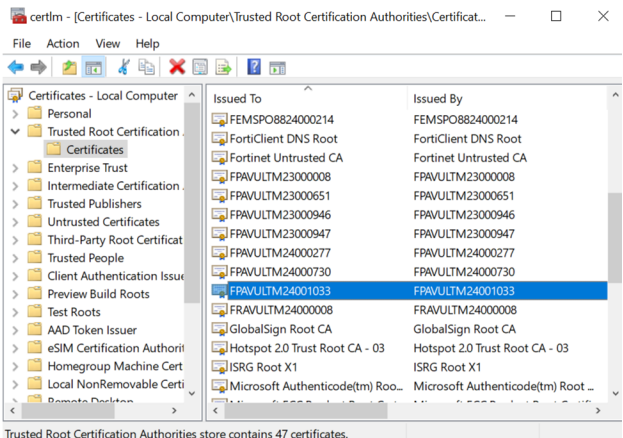 certlm - [Certificates - Local Computer\Trusted Root Certification Authorities\Certificat...
File Action View Help
Certificates - Local Computer
Personal
Trusted Root Certification
Certificates
Enterprise Trust
Intermediate Certification
Trusted Publishers
Untrusted Certificates
Third-Party Root Certificat
Trusted People
Client Authentication Issue
Preview Build Roots
Test Roots
AAD Token Issuer
eSIM Certification Authorit
Homegroup Machine Cert
Local NonRemovable Certi
Remote Desktop
Issued To Issued By
FEMSPO8824000214 FEMSPO8824000214
FortiClient DNS Root FortiClient DNS Root
Fortinet Untrusted CA Fortinet Untrusted CA
FPAVULTM23000008 FPAVULTM23000008
FPAVULTM23000651 FPAVULTM23000651
FPAVULTM23000946 FPAVULTM23000946
FPAVULTM23000947 FPAVULTM23000947
FPAVULTM24000277 FPAVULTM24000277
FPAVULTM24000730 FPAVULTM24000730
FPAVULTM24001033 FPAVULTM24001033
FRAVULTM24000008 FRAVULTM24000008
GlobalSign Root CA GlobalSign Root CA
Hotspot 2.0 Trust Root CA - 03 Hotspot 2.0 Trust Root CA - 03
ISRG Root X1 ISRG Root X1
Microsoft Authenticode(tm) Roo... Microsoft Authenticode(tm) Root ...
Trusted Root Certification Authorities store contains 47 certificates.